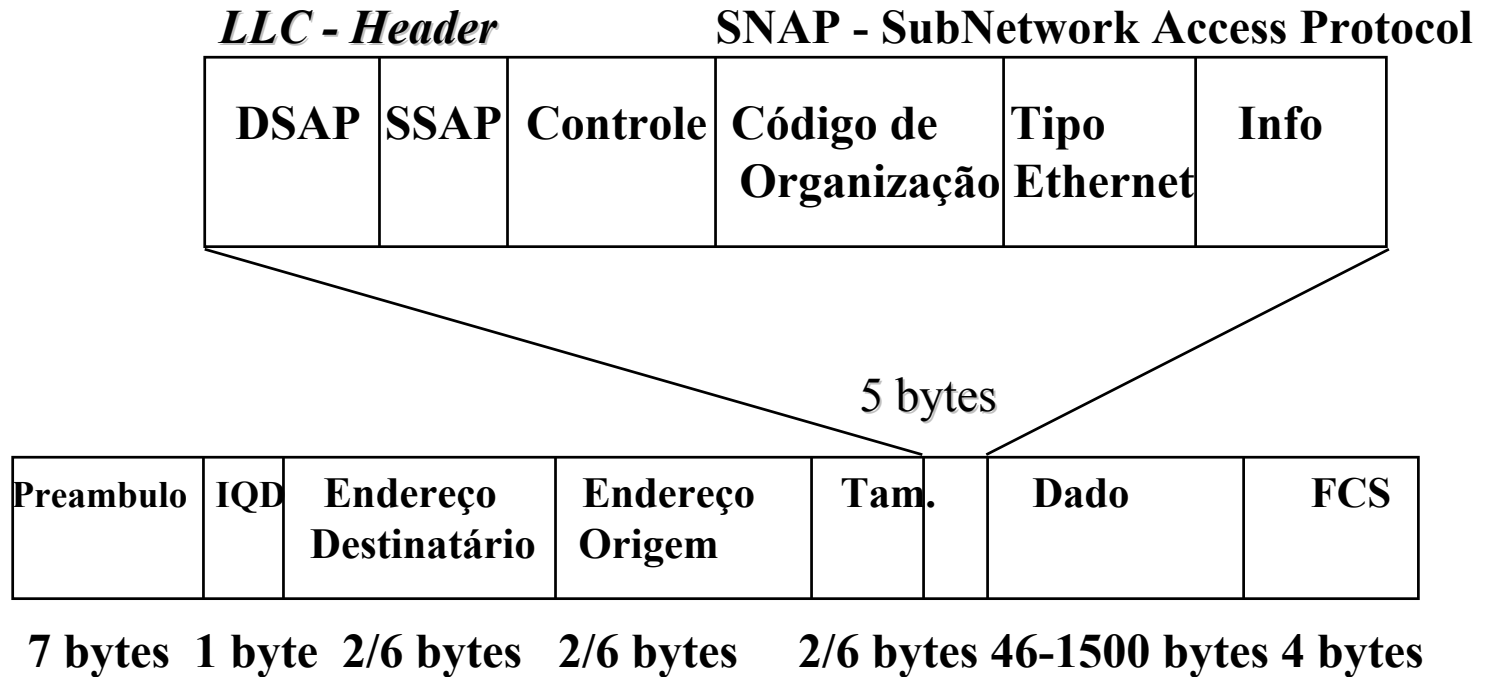 LLC - Header SNAP - SubNetwork Access Protocol
DSAP SSAP Controle Código de Tipo Info
Organização Ethernet
5 bytes
Preambulo IQD Endereço Endereço Tam. Dado FCS
Destinatário Origem
7 bytes 1 byte 2/6 bytes 2/6 bytes 2/6 bytes 46-1500 bytes 4 bytes